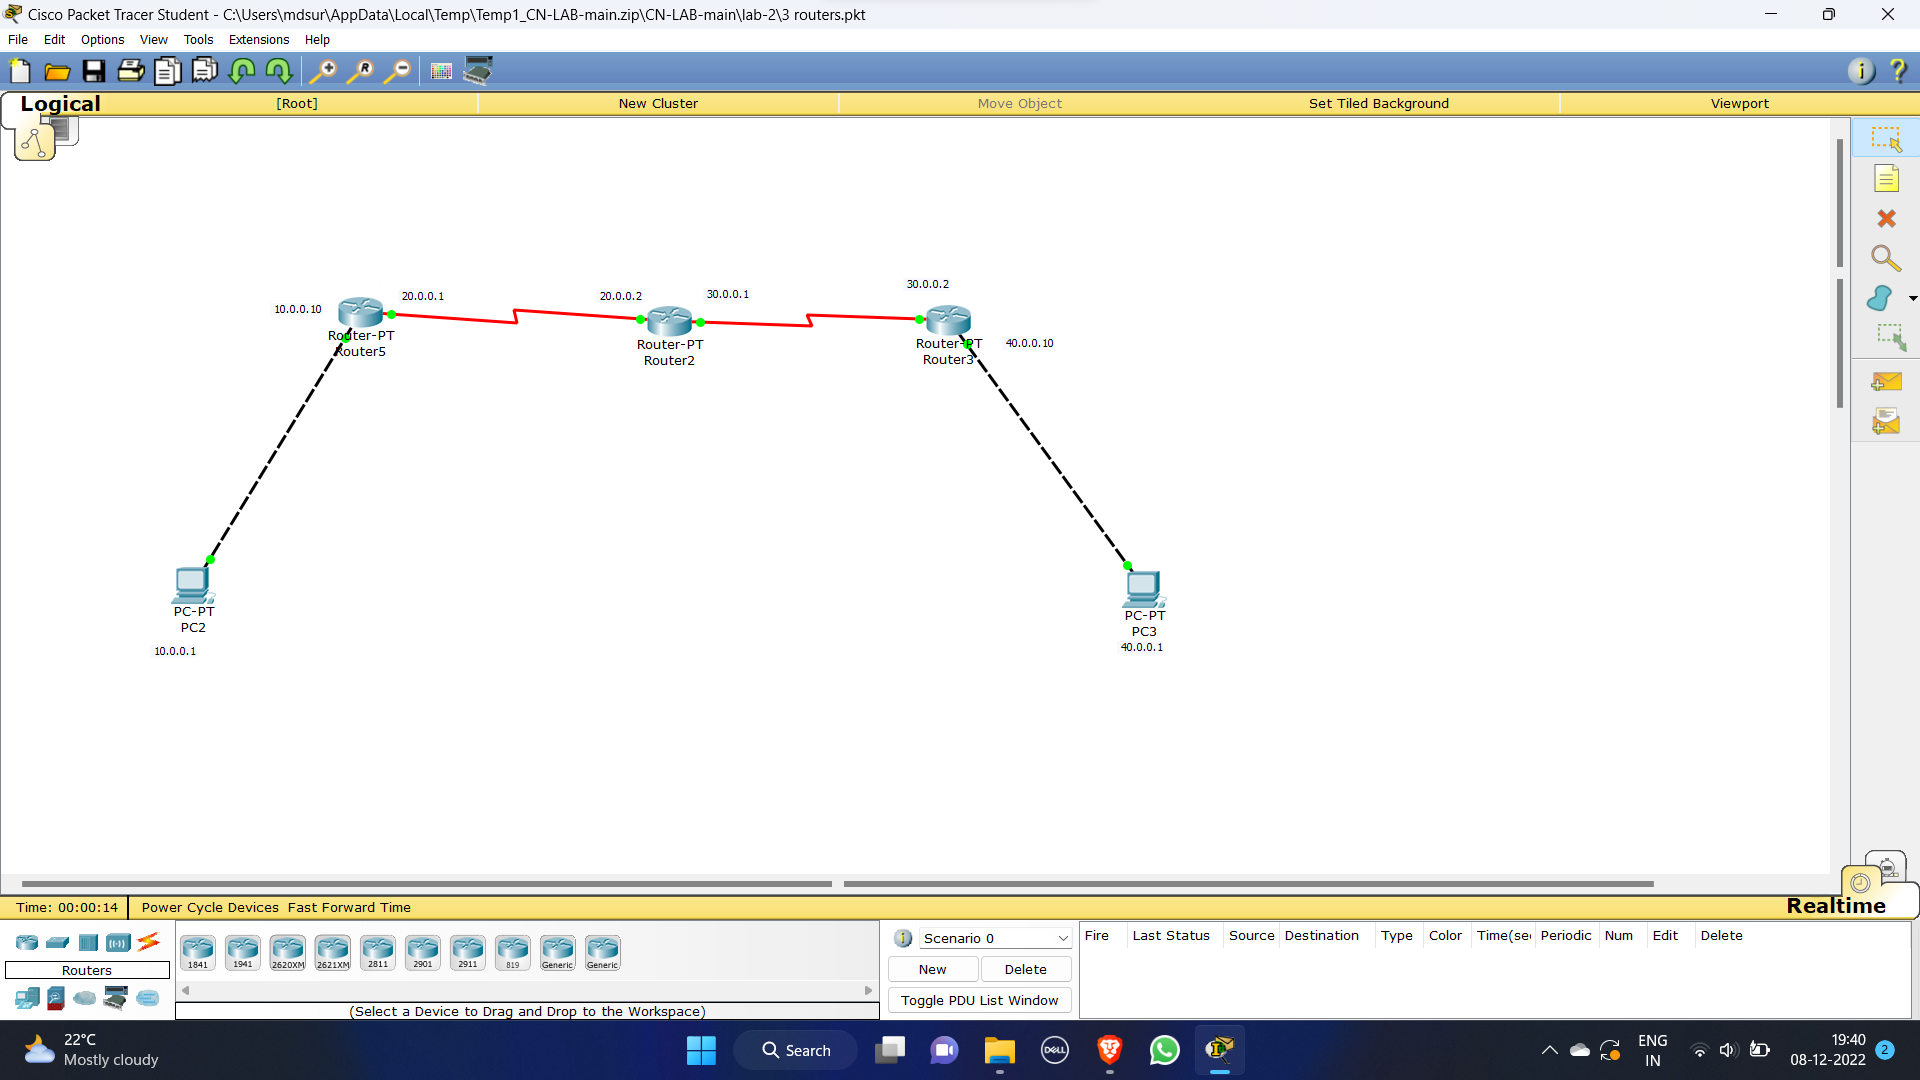 Cisco Packet Tracer Student - C:\Users\mdsur\AppData\Local\Temp\Temp1_CN-LAB-main.zip\CN-LAB-main\lab-2\3 routers.pkt
File Edit Options View Tools Extensions Help
Logical [Root] New Cluster Move Object Set Tiled Background Viewport
30.0.0.2
20.0.0.1 20.0.0.2 30.0.0.1
10.0.0.10
Router-PT
Router5
Router-PT
Router2
Router-PT
Router3
40.0.0.10
PC-PT
PC2
10.0.0.1
PC-PT
PC3
40.0.0.1
Time: 00:00:14 Power Cycle Devices Fast Forward Time Realtime
Routers
1841 1941 2620XM 2621XM 2811 2901 2911 819 Generic Generic
(Select a Device to Drag and Drop to the Workspace)
Scenario 0
New Delete
Toggle PDU List Window
Fire Last Status Source Destination Type Color Time(sec Periodic Num Edit Delete
22°C
Mostly cloudy
Search
DELL
ENG
IN
19:40
08-12-2022
2